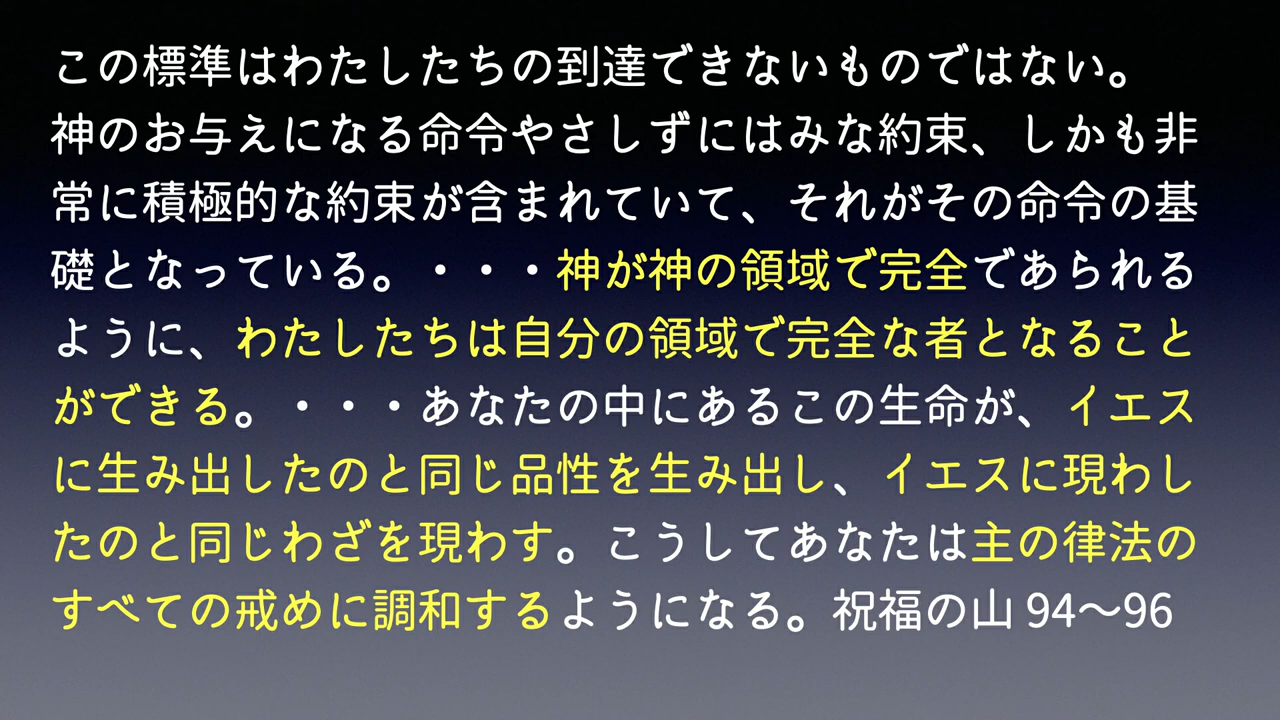 この標準はわたしたちの到達できないものではない。
神のお与えになる命令やさしずにはみな約束、しかも非
常に積極的な約束が含まれていて、それがその命令の基
礎となっている。・・・神が神の領域で完全であられる
ように、わたしたちは自分の領域で完全な者となること
ができる。・・・あなたの中にあるこの生命が、イエス
に生み出したのと同じ品性を生み出し、イエスに現わし
たのと同じわざを現わす。こうしてあなたは主の律法の
すべての戒めに調和するようになる。祝福の山 94〜96